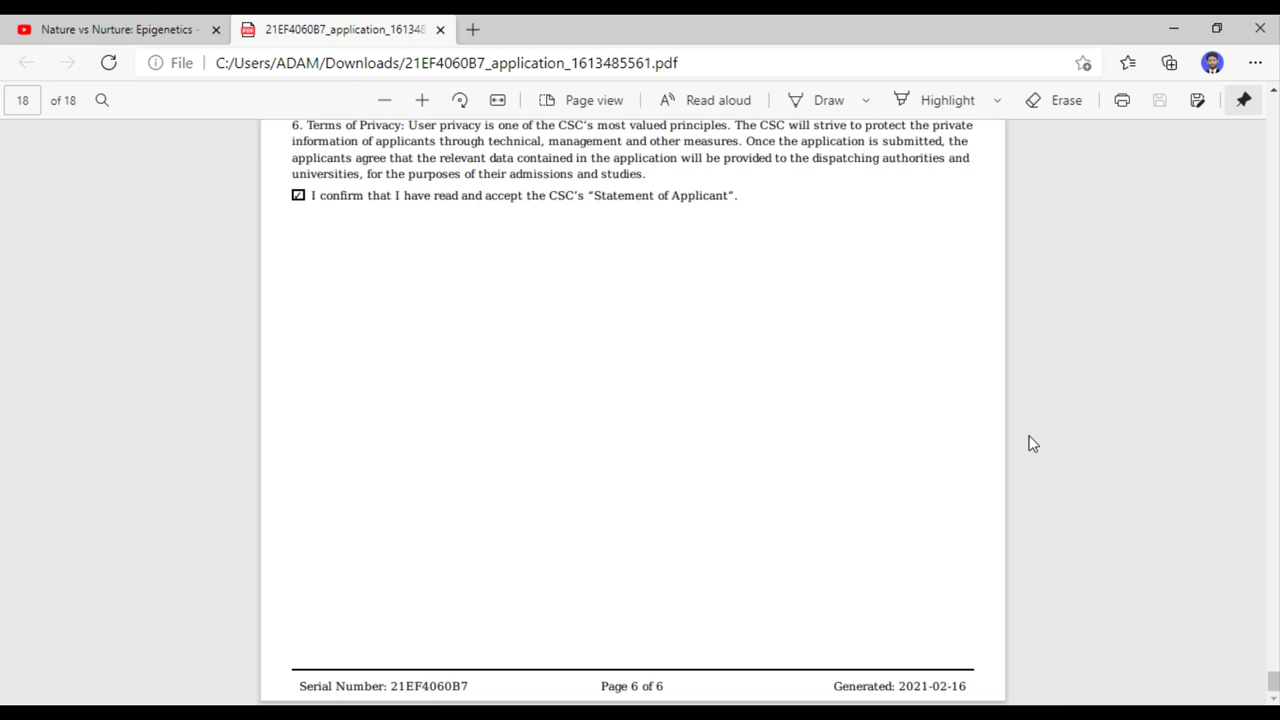 Nature vs Nurture: Epigenetics -
21EF4060B7_application_1613485
File C:/Users/ADAM/Downloads/21EF4060B7_application_1613485561.pdf
18 of 18 Page view Read aloud Draw Highlight Erase
6. Terms of Privacy: User privacy is one of the CSC's most valued principles. The CSC will strive to protect the private
information of applicants through technical, management and other measures. Once the application is submitted, the
applicants agree that the relevant data contained in the application will be provided to the dispatching authorities and
universities, for the purposes of their admissions and studies.
I confirm that I have read and accept the CSC's “Statement of Applicant”.
Serial Number: 21EF4060B7 Page 6 of 6 Generated: 2021-02-16